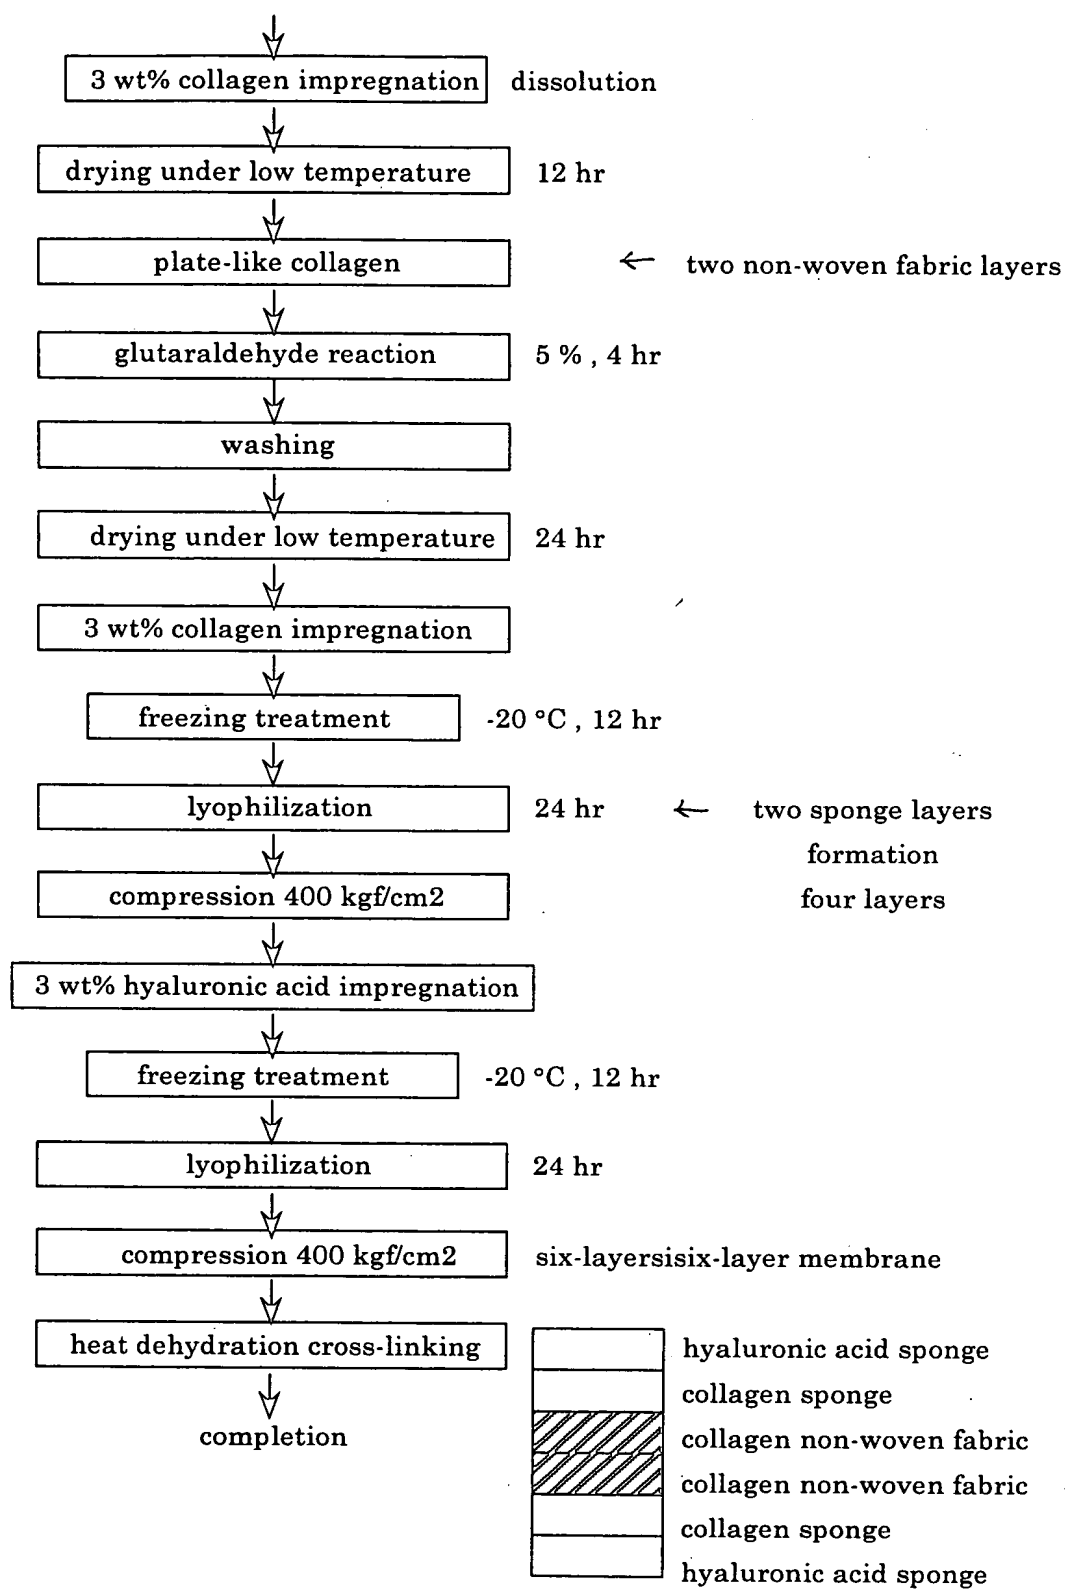 3 wt% collagen impregnation dissolution
drying under low temperature 12 hr
plate-like collagen ← two non-woven fabric layers
glutaraldehyde reaction 5 % , 4 hr
washing
drying under low temperature 24 hr
3 wt% collagen impregnation
freezing treatment -20 °C , 12 hr
lyophilization 24 hr ← two sponge layers
formation
compression 400 kgf/cm2 four layers
3 wt% hyaluronic acid impregnation
freezing treatment -20 °C , 12 hr
lyophilization 24 hr
compression 400 kgf/cm2 six-layersisix-layer membrane
heat dehydration cross-linking
completion
hyaluronic acid sponge
collagen sponge
collagen non-woven fabric
collagen non-woven fabric
collagen sponge
hyaluronic acid sponge